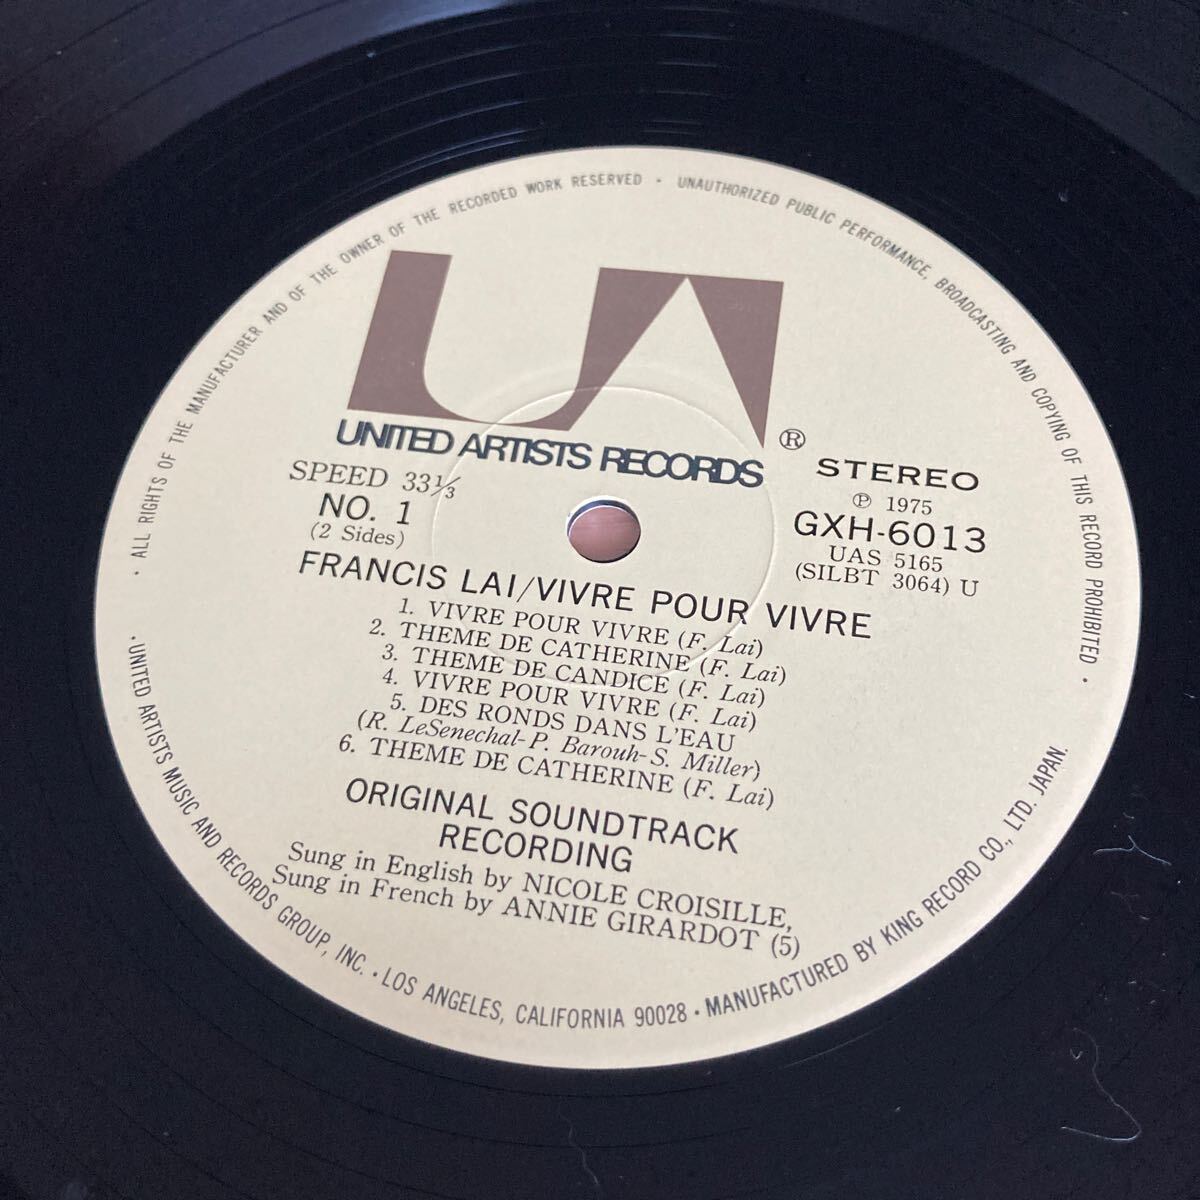 · ALL RIGHTS OF THE MANUFACTURER AND OF THE OWNER OF THE RECORDED WORK RESERVED · UNAUTHORIZED PUBLIC PERFORMANCE, BROADCASTING AND COPYING OF THIS RECORD PROHIBITED ·
UA
UNITED ARTISTS RECORDS ®
SPEED 33⅓
NO. 1
(2 Sides)
STEREO
℗ 1975
GXH-6013
UAS 5165
(SILBT 3064) U
FRANCIS LAI/VIVRE POUR VIVRE
1. VIVRE POUR VIVRE (F. Lai)
2. THEME DE CATHERINE (F. Lai)
3. THEME DE CANDICE (F. Lai)
4. VIVRE POUR VIVRE (F. Lai)
5. DES RONDS DANS L'EAU
(R. LeSenechal-P. Barouh-S. Miller)
6. THEME DE CATHERINE (F. Lai)
ORIGINAL SOUNDTRACK
RECORDING
Sung in English by NICOLE CROISILLE,
Sung in French by ANNIE GIRARDOT (5)
· UNITED ARTISTS MUSIC AND RECORDS GROUP, INC. · LOS ANGELES, CALIFORNIA 90028 · MANUFACTURED BY KING RECORD CO., LTD. JAPAN.